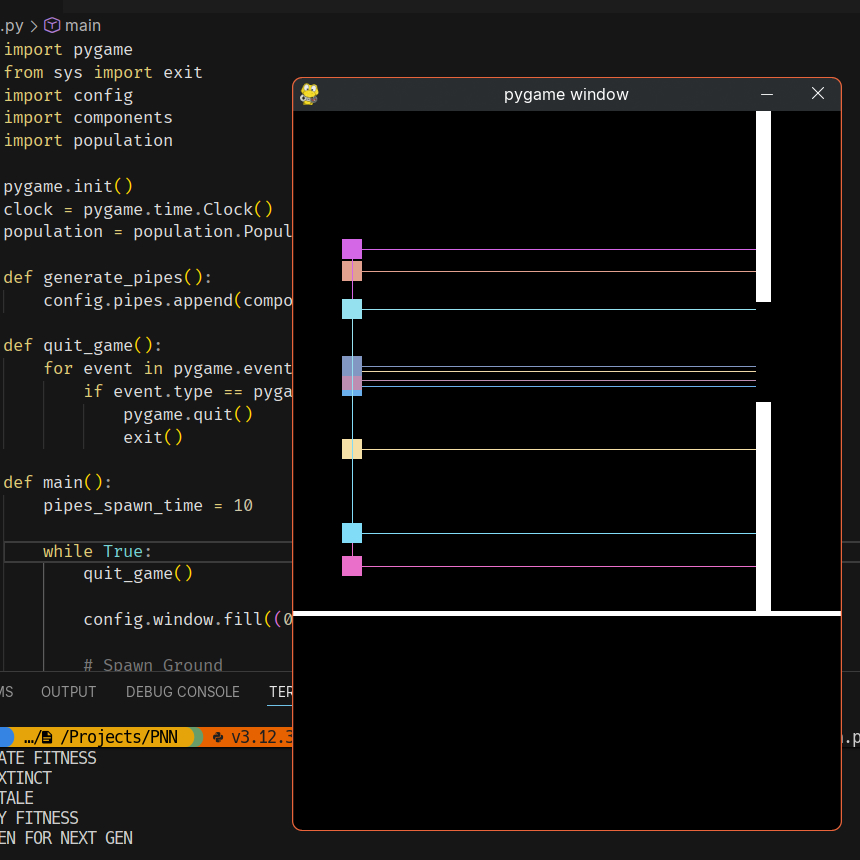 .py > main
import pygame
from sys import exit
import config
import components
import population
pygame.init()
clock = pygame.time.Clock()
population = population.Popul
def generate_pipes():
config.pipes.append(compo
def quit_game():
for event in pygame.event
if event.type == pyga
pygame.quit()
exit()
def main():
pipes_spawn_time = 10
while True:
quit_game()
config.window.fill((0
# Spawn Ground
pygame window
MS OUTPUT DEBUG CONSOLE TER
…/ /Projects/PNN v3.12.3
.p
ATE FITNESS
XTINCT
TALE
Y FITNESS
EN FOR NEXT GEN